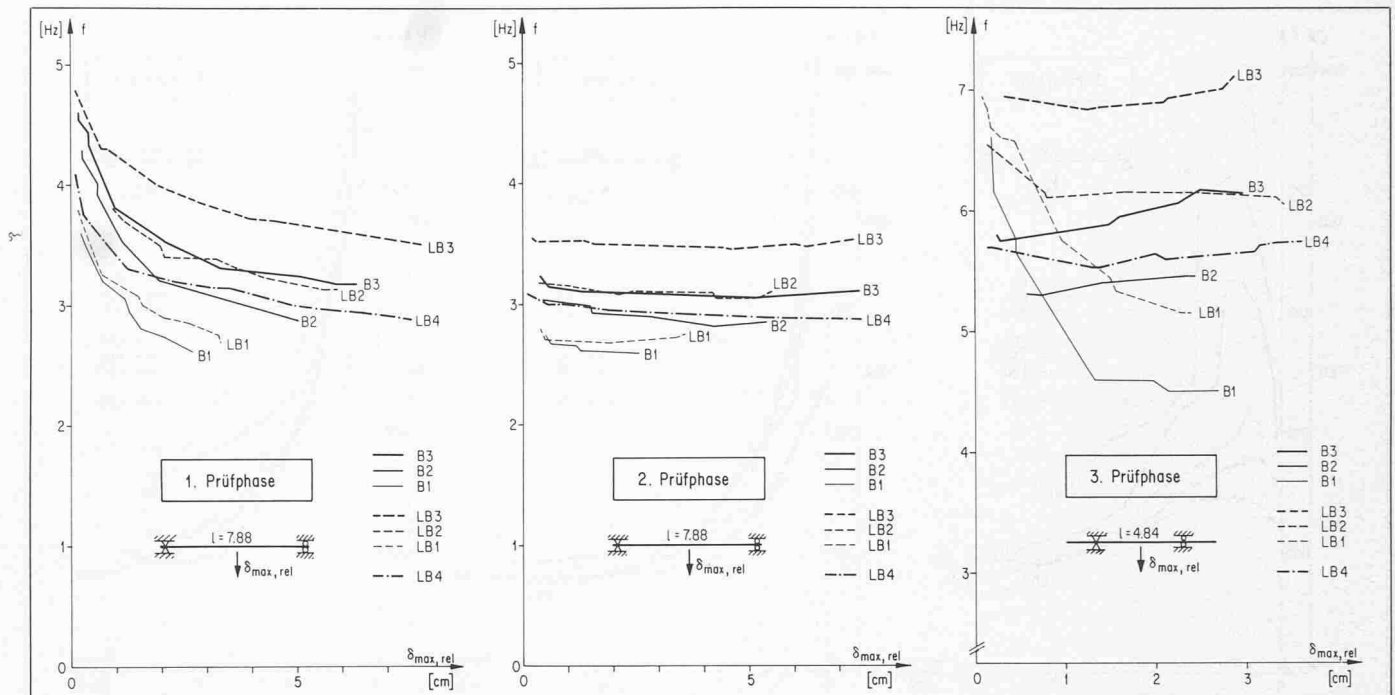 [Hz] f
5
4
3
2
1
0
LB3
B3
LB2
B2
LB4
LB1
B1
1. Prüfphase
B3
B2
B1
LB3
LB2
LB1
LB4
l = 7.88
δmax, rel
δmax, rel
0
5
[cm]
[Hz] f
5
4
3
2
1
0
LB3
LB2
B3
B2
LB4
LB1
B1
2. Prüfphase
B3
B2
B1
LB3
LB2
LB1
LB4
l = 7.88
δmax, rel
δmax, rel
0
5
[cm]
[Hz] f
7
6
5
4
3
LB3
B3
LB2
LB4
B2
LB1
B1
3. Prüfphase
B3
B2
B1
LB3
LB2
LB1
LB4
l = 4.84
δmax, rel
δmax, rel
0
1
2
3
[cm]